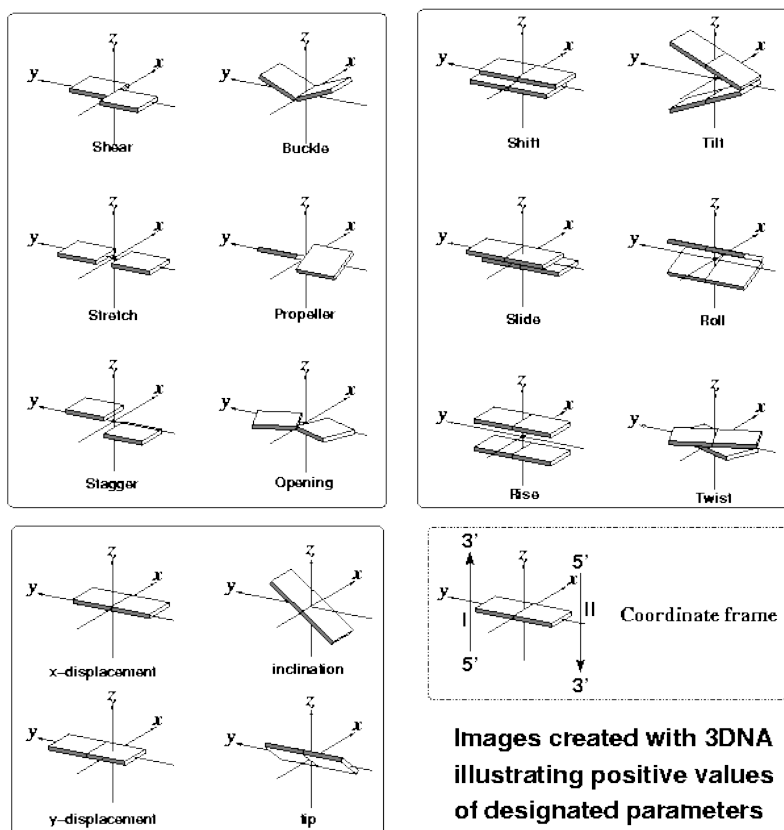 z x y
Shear
z x y
Buckle
z x y
Stretch
z x y
Propeller
z x y
Stagger
z x y
Opening
z x y
Shift
z x y
Tilt
z x y
Slide
z x y
Roll
z x y
Rise
z x y
Twist
z x y
x-displacement
z x y
inclination
z x y
y-displacement
z x y
tip
3' z 5'
x
y
I II Coordinate frame
5'
3'
Images created with 3DNA
illustrating positive values
of designated parameters